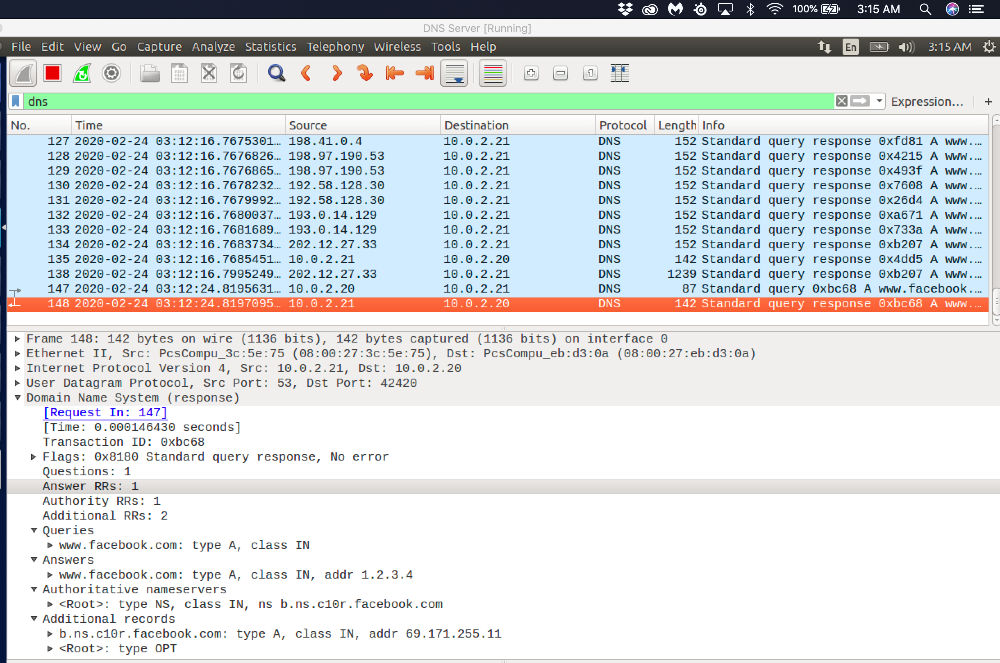 100% 3:15 AM
DNS Server [Running]
File Edit View Go Capture Analyze Statistics Telephony Wireless Tools Help En 3:15 AM
dns Expression… +
No. Time Source Destination Protocol Length Info
127 2020-02-24 03:12:16.7675301… 198.41.0.4 10.0.2.21 DNS 152 Standard query response 0xfd81 A www.…
128 2020-02-24 03:12:16.7676826… 198.97.190.53 10.0.2.21 DNS 152 Standard query response 0x4215 A www.…
129 2020-02-24 03:12:16.7676865… 198.97.190.53 10.0.2.21 DNS 152 Standard query response 0x493f A www.…
130 2020-02-24 03:12:16.7678232… 192.58.128.30 10.0.2.21 DNS 152 Standard query response 0x7608 A www.…
131 2020-02-24 03:12:16.7679992… 192.58.128.30 10.0.2.21 DNS 152 Standard query response 0x26d4 A www.…
132 2020-02-24 03:12:16.7680037… 193.0.14.129 10.0.2.21 DNS 152 Standard query response 0xa671 A www.…
133 2020-02-24 03:12:16.7681689… 193.0.14.129 10.0.2.21 DNS 152 Standard query response 0x733a A www.…
134 2020-02-24 03:12:16.7683734… 202.12.27.33 10.0.2.21 DNS 152 Standard query response 0xb207 A www.…
135 2020-02-24 03:12:16.7685451… 10.0.2.21 10.0.2.20 DNS 142 Standard query response 0x4dd5 A www.…
138 2020-02-24 03:12:16.7995249… 202.12.27.33 10.0.2.21 DNS 1239 Standard query response 0xb207 A www.…
147 2020-02-24 03:12:24.8195631… 10.0.2.20 10.0.2.21 DNS 87 Standard query 0xbc68 A www.facebook.…
148 2020-02-24 03:12:24.8197095… 10.0.2.21 10.0.2.20 DNS 142 Standard query response 0xbc68 A www.…
Frame 148: 142 bytes on wire (1136 bits), 142 bytes captured (1136 bits) on interface 0
Ethernet II, Src: PcsCompu_3c:5e:75 (08:00:27:3c:5e:75), Dst: PcsCompu_eb:d3:0a (08:00:27:eb:d3:0a)
Internet Protocol Version 4, Src: 10.0.2.21, Dst: 10.0.2.20
User Datagram Protocol, Src Port: 53, Dst Port: 42420
Domain Name System (response)
[Request In: 147]
[Time: 0.000146430 seconds]
Transaction ID: 0xbc68
Flags: 0x8180 Standard query response, No error
Questions: 1
Answer RRs: 1
Authority RRs: 1
Additional RRs: 2
Queries
www.facebook.com: type A, class IN
Answers
www.facebook.com: type A, class IN, addr 1.2.3.4
Authoritative nameservers
<Root>: type NS, class IN, ns b.ns.c10r.facebook.com
Additional records
b.ns.c10r.facebook.com: type A, class IN, addr 69.171.255.11
<Root>: type OPT